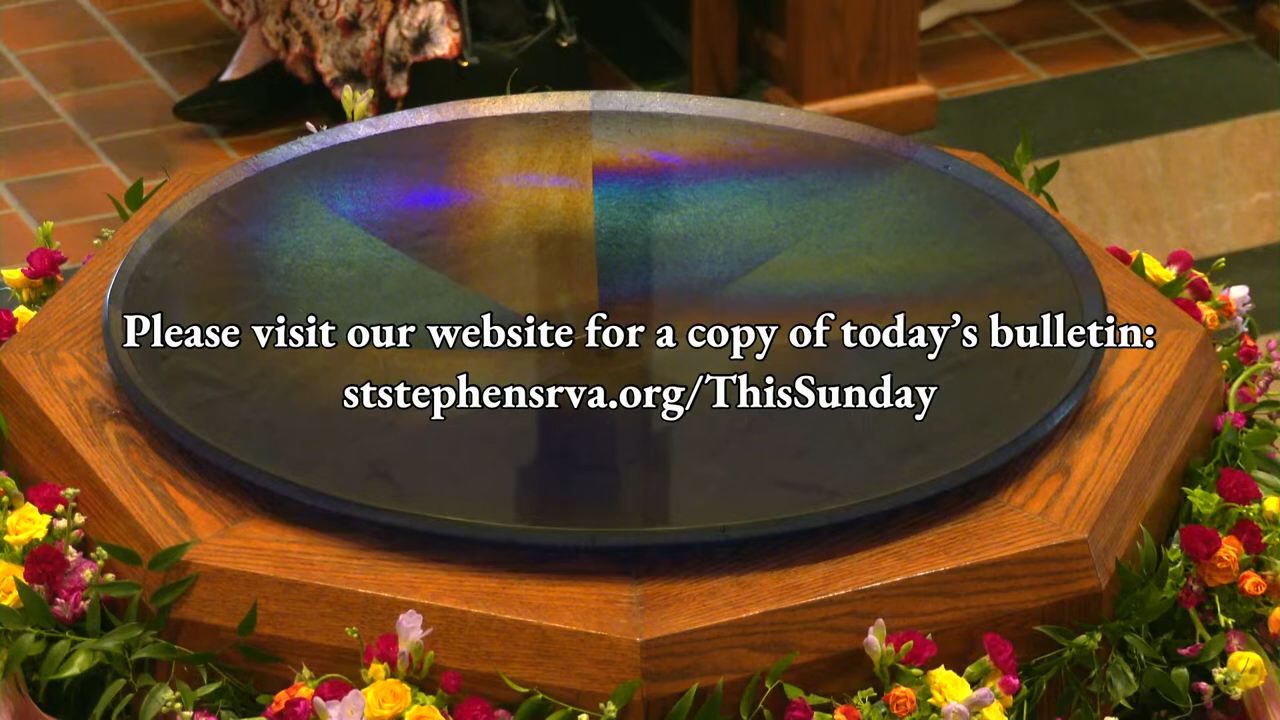 Please visit our website for a copy of today’s bulletin:
ststephensrva.org/ThisSunday